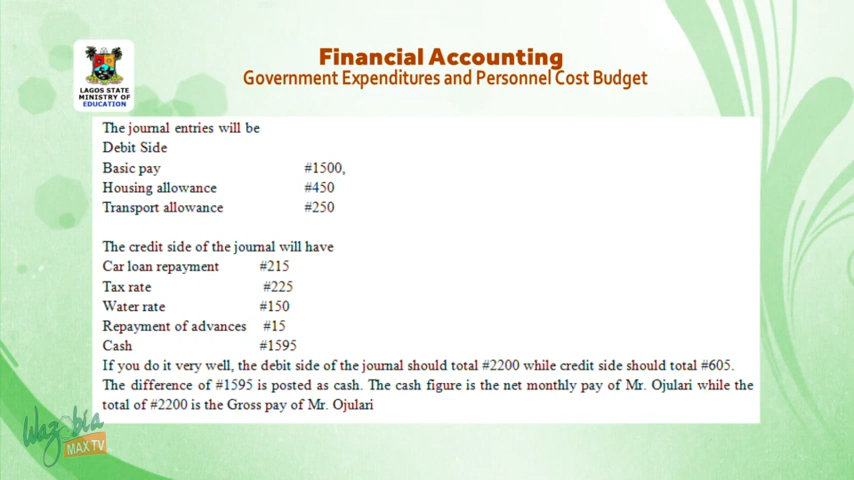 Financial Accounting
Government Expenditures and Personnel Cost Budget
LAGOS STATE
MINISTRY OF
EDUCATION
The journal entries will be
Debit Side
Basic pay #1500,
Housing allowance #450
Transport allowance #250
The credit side of the journal will have
Car loan repayment #215
Tax rate #225
Water rate #150
Repayment of advances #15
Cash #1595
If you do it very well, the debit side of the journal should total #2200 while credit side should total #605.
The difference of #1595 is posted as cash. The cash figure is the net monthly pay of Mr. Ojulari while the
total of #2200 is the Gross pay of Mr. Ojulari
Wazobia
MAX TV